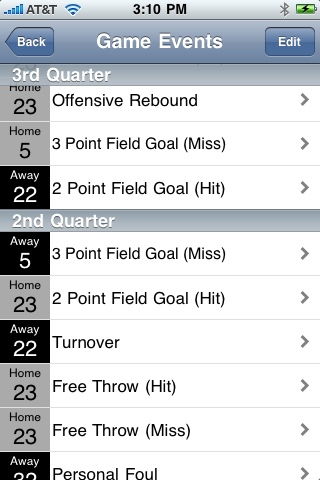 AT&T 3:10 PM
Back Game Events Edit
3rd Quarter
Home
23 Offensive Rebound
Home
5 3 Point Field Goal (Miss)
Away
22 2 Point Field Goal (Hit)
2nd Quarter
Away
5 3 Point Field Goal (Miss)
Home
23 2 Point Field Goal (Hit)
Away
22 Turnover
Home
23 Free Throw (Hit)
Home
23 Free Throw (Miss)
Away
32 Personal Foul